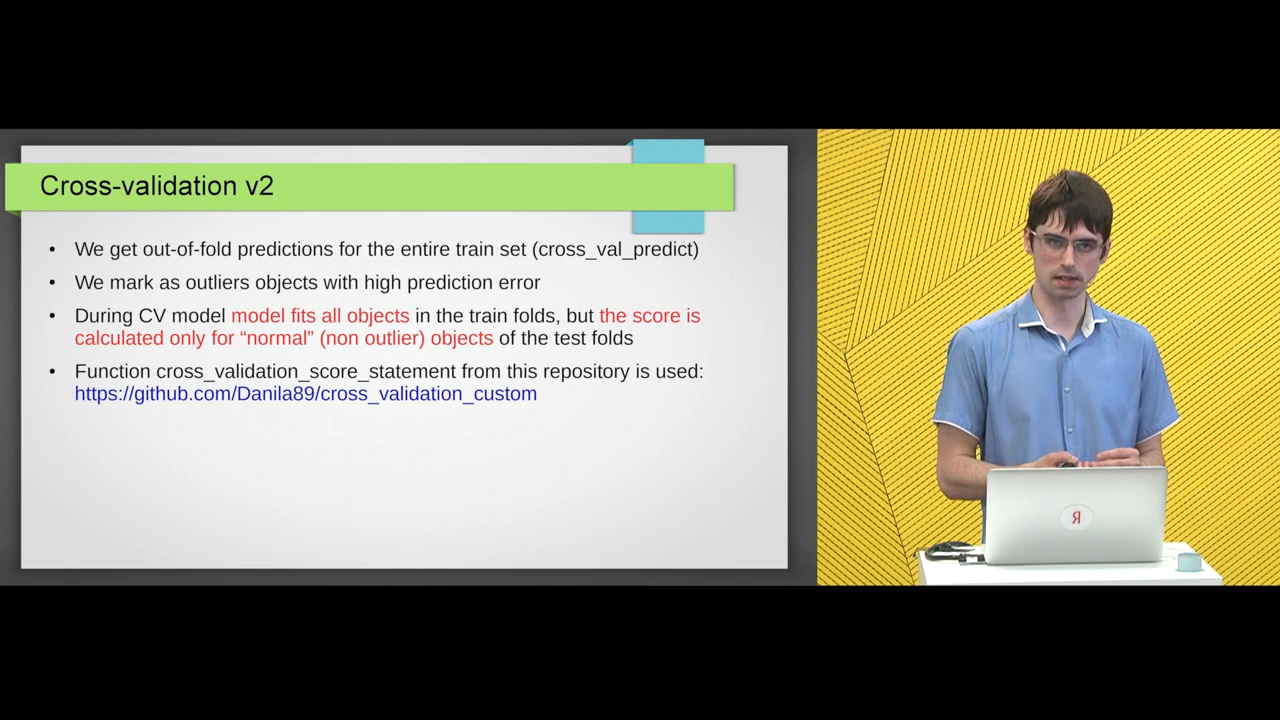 Cross-validation v2
• We get out-of-fold predictions for the entire train set (cross_val_predict)
• We mark as outliers objects with high prediction error
• During CV model model fits all objects in the train folds, but the score is
calculated only for “normal” (non outlier) objects of the test folds
• Function cross_validation_score_statement from this repository is used:
https://github.com/Danila89/cross_validation_custom
Я